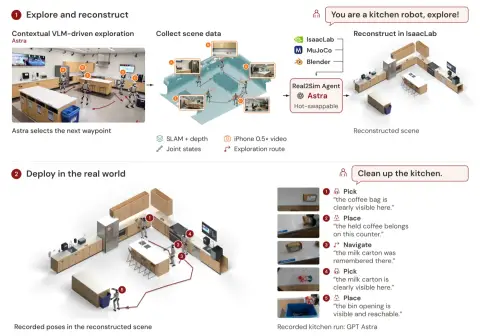 1 Explore and reconstruct
You are a kitchen robot, explore!
Contextual VLM-driven exploration
Astra
Collect scene data
IsaacLab
MuJoCo
Blender
Real2Sim Agent
Astra
Hot-swappable
Reconstruct in IsaacLab
Astra selects the next waypoint
SLAM + depth
iPhone 0.5× video
Joint states
Exploration route
Reconstructed scene
2 Deploy in the real world
Clean up the kitchen.
1 Pick
"the coffee bag is
clearly visible here."
2 Place
"the held coffee belongs
on this counter."
3 Navigate
"the milk carton was
remembered there."
4 Pick
"the milk carton is
clearly visible here."
5 Place
"the bin opening is
visible and reachable."
Recorded poses in the reconstructed scene
Recorded kitchen run: GPT Astra